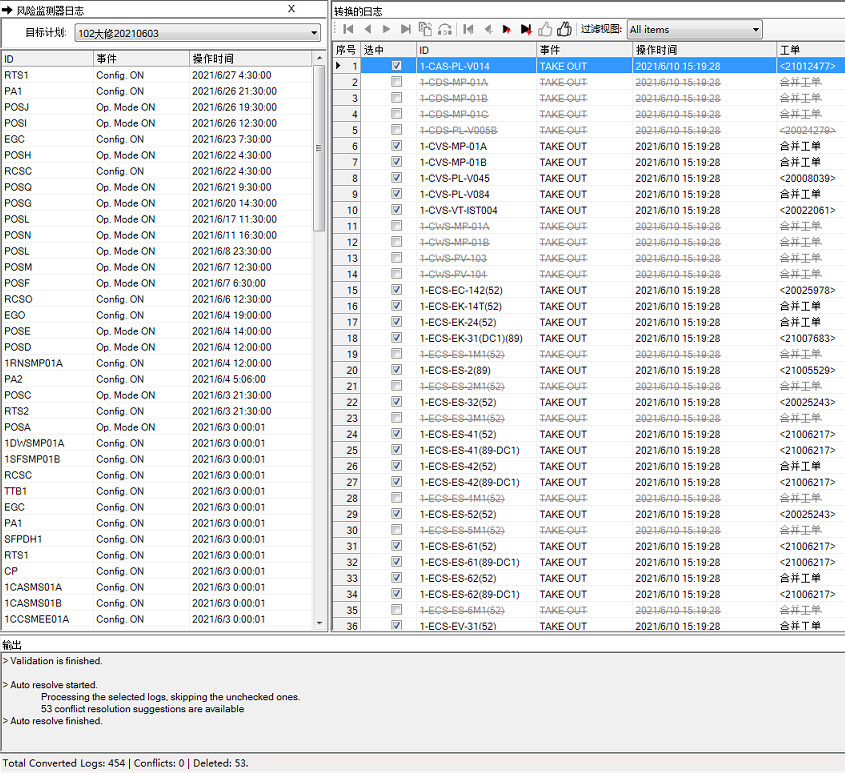 风险监测器日志 X
目标计划: 102大修20210603
ID 事件 操作时间
RTS1 Config. ON 2021/6/27 4:30:00
PA1 Config. ON 2021/6/26 21:30:00
POSJ Op. Mode ON 2021/6/26 19:30:00
POSI Op. Mode ON 2021/6/26 12:30:00
EGC Config. ON 2021/6/23 7:30:00
POSH Op. Mode ON 2021/6/22 4:30:00
RCSC Config. ON 2021/6/22 4:30:00
POSQ Op. Mode ON 2021/6/21 9:30:00
POSG Op. Mode ON 2021/6/20 14:30:00
POSL Op. Mode ON 2021/6/17 11:30:00
POSN Op. Mode ON 2021/6/11 16:30:00
POSL Op. Mode ON 2021/6/8 23:30:00
POSM Op. Mode ON 2021/6/7 12:30:00
POSF Op. Mode ON 2021/6/7 6:30:00
RCSO Config. ON 2021/6/6 12:30:00
EGO Config. ON 2021/6/4 19:00:00
POSE Op. Mode ON 2021/6/4 14:00:00
POSD Op. Mode ON 2021/6/4 12:00:00
1RNSMP01A Config. ON 2021/6/4 12:00:00
PA2 Config. ON 2021/6/4 5:06:00
POSC Op. Mode ON 2021/6/3 21:30:00
RTS2 Config. ON 2021/6/3 21:30:00
POSA Op. Mode ON 2021/6/3 0:00:01
1DWSMP01A Config. ON 2021/6/3 0:00:01
1SFSMP01B Config. ON 2021/6/3 0:00:01
RCSC Config. ON 2021/6/3 0:00:01
TTB1 Config. ON 2021/6/3 0:00:01
EGC Config. ON 2021/6/3 0:00:01
PA1 Config. ON 2021/6/3 0:00:01
SFPDH1 Config. ON 2021/6/3 0:00:01
RTS1 Config. ON 2021/6/3 0:00:01
CP Config. ON 2021/6/3 0:00:01
1CASMS01A Config. ON 2021/6/3 0:00:01
1CASMS01B Config. ON 2021/6/3 0:00:01
1CCSMEE01A Config. ON 2021/6/3 0:00:01
转换的日志
过滤视图: All items
序号 选中 ID 事件 操作时间 工单
1 1-CAS-PL-V014 TAKE OUT 2021/6/10 15:19:28 <21012477>
2 1-CDS-MP-01A TAKE OUT 2021/6/10 15:19:28 合并工单
3 1-CDS-MP-01B TAKE OUT 2021/6/10 15:19:28 合并工单
4 1-CDS-MP-01C TAKE OUT 2021/6/10 15:19:28 合并工单
5 1-CDS-PL-V005B TAKE OUT 2021/6/10 15:19:28 <20024279>
6 1-CVS-MP-01A TAKE OUT 2021/6/10 15:19:28 合并工单
7 1-CVS-MP-01B TAKE OUT 2021/6/10 15:19:28 合并工单
8 1-CVS-PL-V045 TAKE OUT 2021/6/10 15:19:28 <20008039>
9 1-CVS-PL-V084 TAKE OUT 2021/6/10 15:19:28 合并工单
10 1-CVS-VT-IST004 TAKE OUT 2021/6/10 15:19:28 <20022061>
11 1-CWS-MP-01A TAKE OUT 2021/6/10 15:19:28 合并工单
12 1-CWS-MP-01B TAKE OUT 2021/6/10 15:19:28 合并工单
13 1-CWS-PV-103 TAKE OUT 2021/6/10 15:19:28 合并工单
14 1-CWS-PV-104 TAKE OUT 2021/6/10 15:19:28 合并工单
15 1-ECS-EC-142(52) TAKE OUT 2021/6/10 15:19:28 <20025978>
16 1-ECS-EK-14T(52) TAKE OUT 2021/6/10 15:19:28 合并工单
17 1-ECS-EK-24(52) TAKE OUT 2021/6/10 15:19:28 合并工单
18 1-ECS-EK-31(DC1)(89) TAKE OUT 2021/6/10 15:19:28 <21007683>
19 1-ECS-ES-1M1(52) TAKE OUT 2021/6/10 15:19:28 合并工单
20 1-ECS-ES-2(89) TAKE OUT 2021/6/10 15:19:28 <21005529>
21 1-ECS-ES-2M1(52) TAKE OUT 2021/6/10 15:19:28 合并工单
22 1-ECS-ES-32(52) TAKE OUT 2021/6/10 15:19:28 <20025243>
23 1-ECS-ES-3M1(52) TAKE OUT 2021/6/10 15:19:28 合并工单
24 1-ECS-ES-41(52) TAKE OUT 2021/6/10 15:19:28 <21006217>
25 1-ECS-ES-41(89-DC1) TAKE OUT 2021/6/10 15:19:28 <21006217>
26 1-ECS-ES-42(52) TAKE OUT 2021/6/10 15:19:28 合并工单
27 1-ECS-ES-42(89-DC1) TAKE OUT 2021/6/10 15:19:28 <21006217>
28 1-ECS-ES-4M1(52) TAKE OUT 2021/6/10 15:19:28 合并工单
29 1-ECS-ES-52(52) TAKE OUT 2021/6/10 15:19:28 <20025243>
30 1-ECS-ES-5M1(52) TAKE OUT 2021/6/10 15:19:28 合并工单
31 1-ECS-ES-61(52) TAKE OUT 2021/6/10 15:19:28 <21006217>
32 1-ECS-ES-61(89-DC1) TAKE OUT 2021/6/10 15:19:28 <21006217>
33 1-ECS-ES-62(52) TAKE OUT 2021/6/10 15:19:28 合并工单
34 1-ECS-ES-62(89-DC1) TAKE OUT 2021/6/10 15:19:28 <21006217>
35 1-ECS-ES-6M1(52) TAKE OUT 2021/6/10 15:19:28 合并工单
36 1-ECS-EV-31(52) TAKE OUT 2021/6/10 15:19:28 合并工单
输出
> Validation is finished.
> Auto resolve started.
Processing the selected logs, skipping the unchecked ones.
53 conflict resolution suggestions are available
> Auto resolve finished.
Total Converted Logs: 454 | Conflicts: 0 | Deleted: 53.